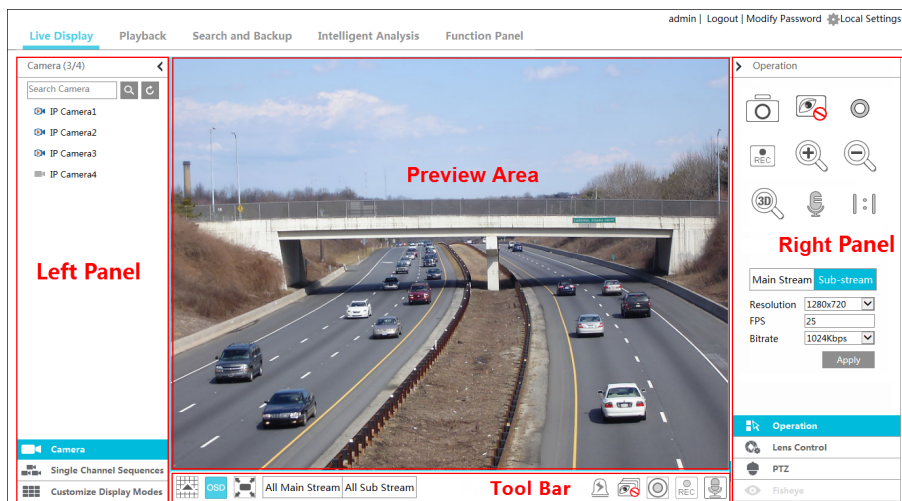 admin | Logout | Modify Password Local Settings
Live Display Playback Search and Backup Intelligent Analysis Function Panel
Camera (3/4)
Search Camera
IP Camera1
IP Camera2
IP Camera3
IP Camera4
Left Panel
Camera
Single Channel Sequences
Customize Display Modes
Preview Area
OSD All Main Stream All Sub Stream Tool Bar REC
Operation
REC
3D
Right Panel
Main Stream Sub-stream
Resolution 1280x720
FPS 25
Bitrate 1024Kbps
Apply
Operation
Lens Control
PTZ
Fisheye